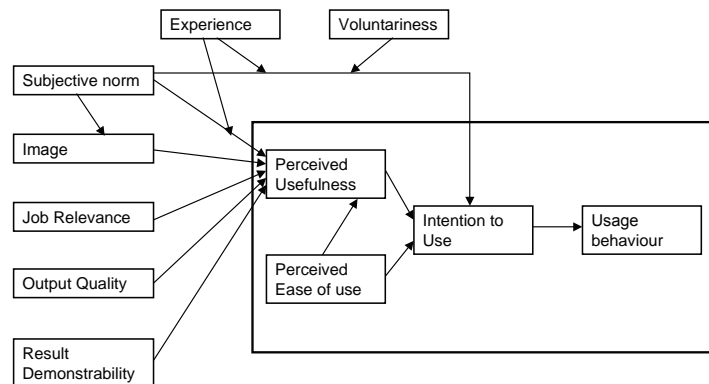 Experience
Voluntariness
Subjective norm
Image
Perceived
Usefulness
Job Relevance
Intention to
Use
Usage
behaviour
Output Quality
Perceived
Ease of use
Result
Demonstrability